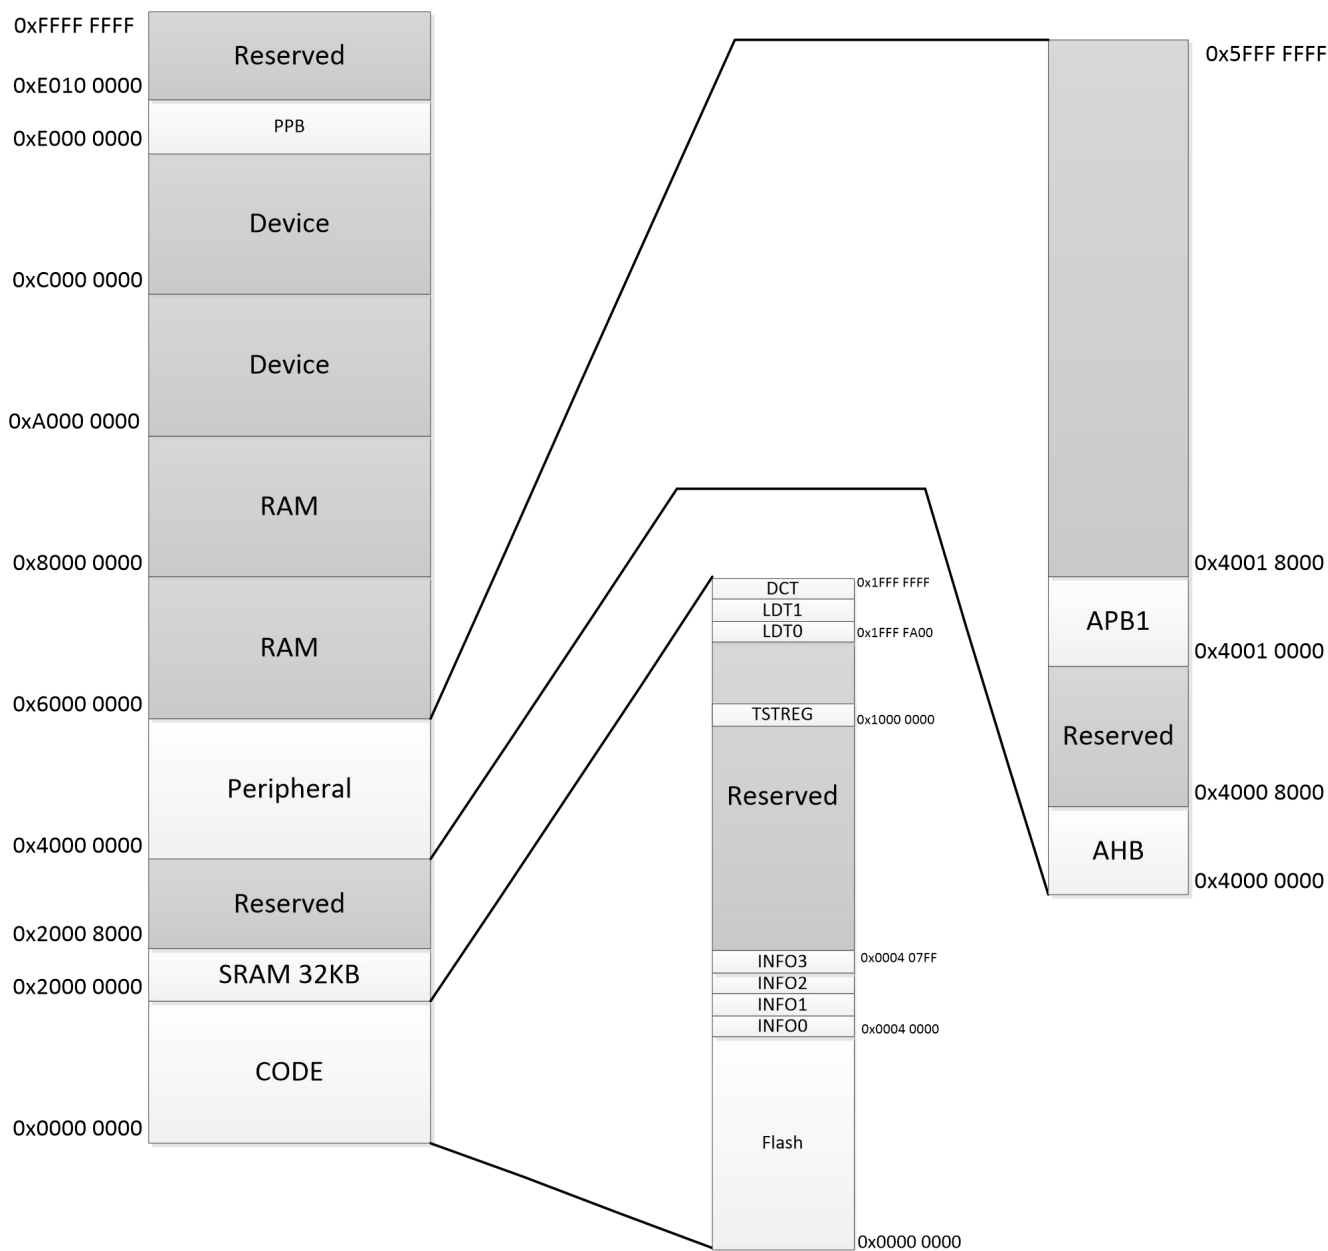 0xFFFF FFFF
Reserved
0xE010 0000
PPB
0xE000 0000
Device
0xC000 0000
Device
0xA000 0000
RAM
0x8000 0000
RAM
0x6000 0000
Peripheral
0x4000 0000
Reserved
0x2000 8000
SRAM 32KB
0x2000 0000
CODE
0x0000 0000
DCT
0x1FFF FFFF
LDT1
LDT0
0x1FFF FA00
TSTREG
0x1000 0000
Reserved
INFO3
0x0004 07FF
INFO2
INFO1
INFO0
0x0004 0000
Flash
0x0000 0000
0x5FFF FFFF
0x4001 8000
APB1
0x4001 0000
Reserved
0x4000 8000
AHB
0x4000 0000